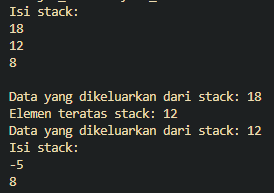 Isi stack:
18
12
8

Data yang dikeluarkan dari stack: 18
Elemen teratas stack: 12
Data yang dikeluarkan dari stack: 12
Isi stack:
-5
8